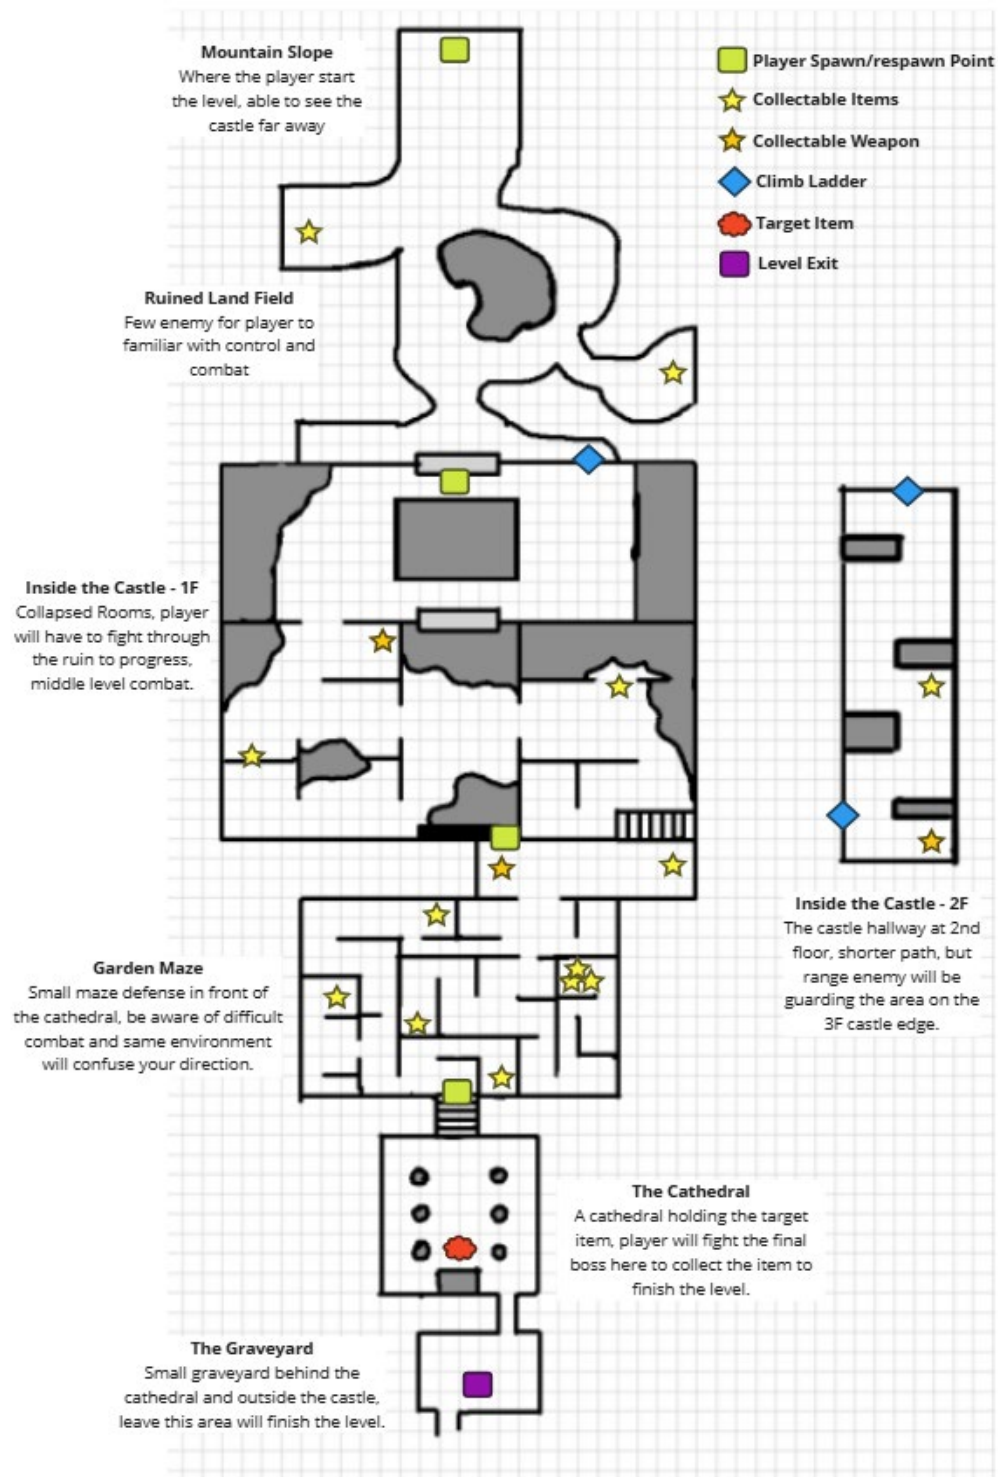 Mountain Slope
Where the player start
the level, able to see the
castle far away
Player Spawn/respawn Point
Collectable Items
Collectable Weapon
Climb Ladder
Target Item
Level Exit
Ruined Land Field
Few enemy for player to
familiar with control and
combat
Inside the Castle - 1F
Collapsed Rooms, player
will have to fight through
the ruin to progress,
middle level combat.
Inside the Castle - 2F
The castle hallway at 2nd
floor, shorter path, but
range enemy will be
guarding the area on the
3F castle edge.
Garden Maze
Small maze defense in front of
the cathedral, be aware of difficult
combat and same environment
will confuse your direction.
The Cathedral
A cathedral holding the target
item, player will fight the final
boss here to collect the item to
finish the level.
The Graveyard
Small graveyard behind the
cathedral and outside the castle,
leave this area will finish the level.